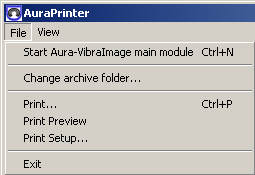 AuraPrinter
File View
Start Aura-VibraImage main module Ctrl+N
Change archive folder...
Print... Ctrl+P
Print Preview
Print Setup...
Exit